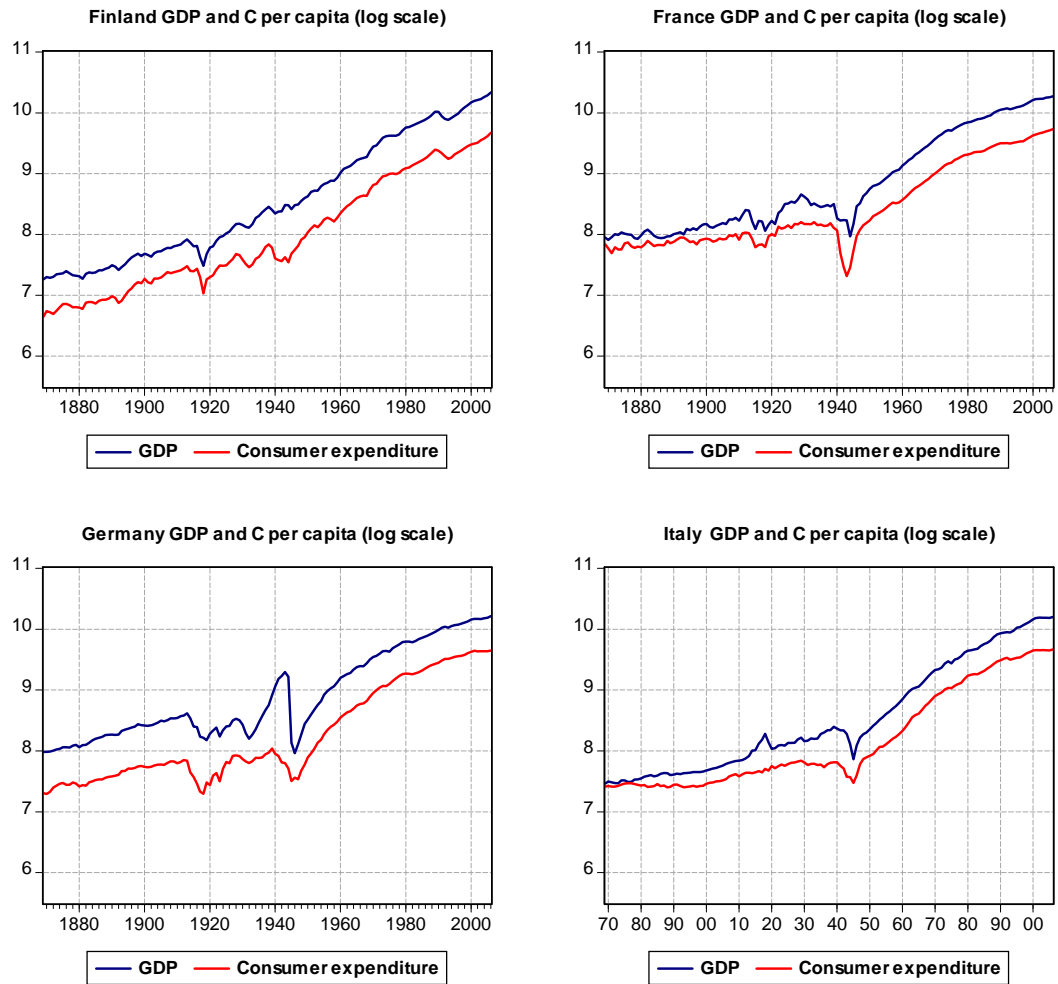 Finland GDP and C per capita (log scale)
11
10
9
8
7
6
1880 1900 1920 1940 1960 1980 2000
GDP Consumer expenditure
France GDP and C per capita (log scale)
11
10
9
8
7
6
1880 1900 1920 1940 1960 1980 2000
GDP Consumer expenditure
Germany GDP and C per capita (log scale)
11
10
9
8
7
6
1880 1900 1920 1940 1960 1980 2000
GDP Consumer expenditure
Italy GDP and C per capita (log scale)
11
10
9
8
7
6
70 80 90 00 10 20 30 40 50 60 70 80 90 00
GDP Consumer expenditure